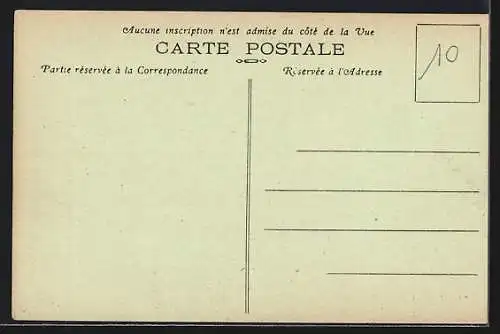 Aucune inscription n'est admise du côté de la Vue
CARTE POSTALE
Partie réservée à la Correspondance
Réservée à l'Adresse
10